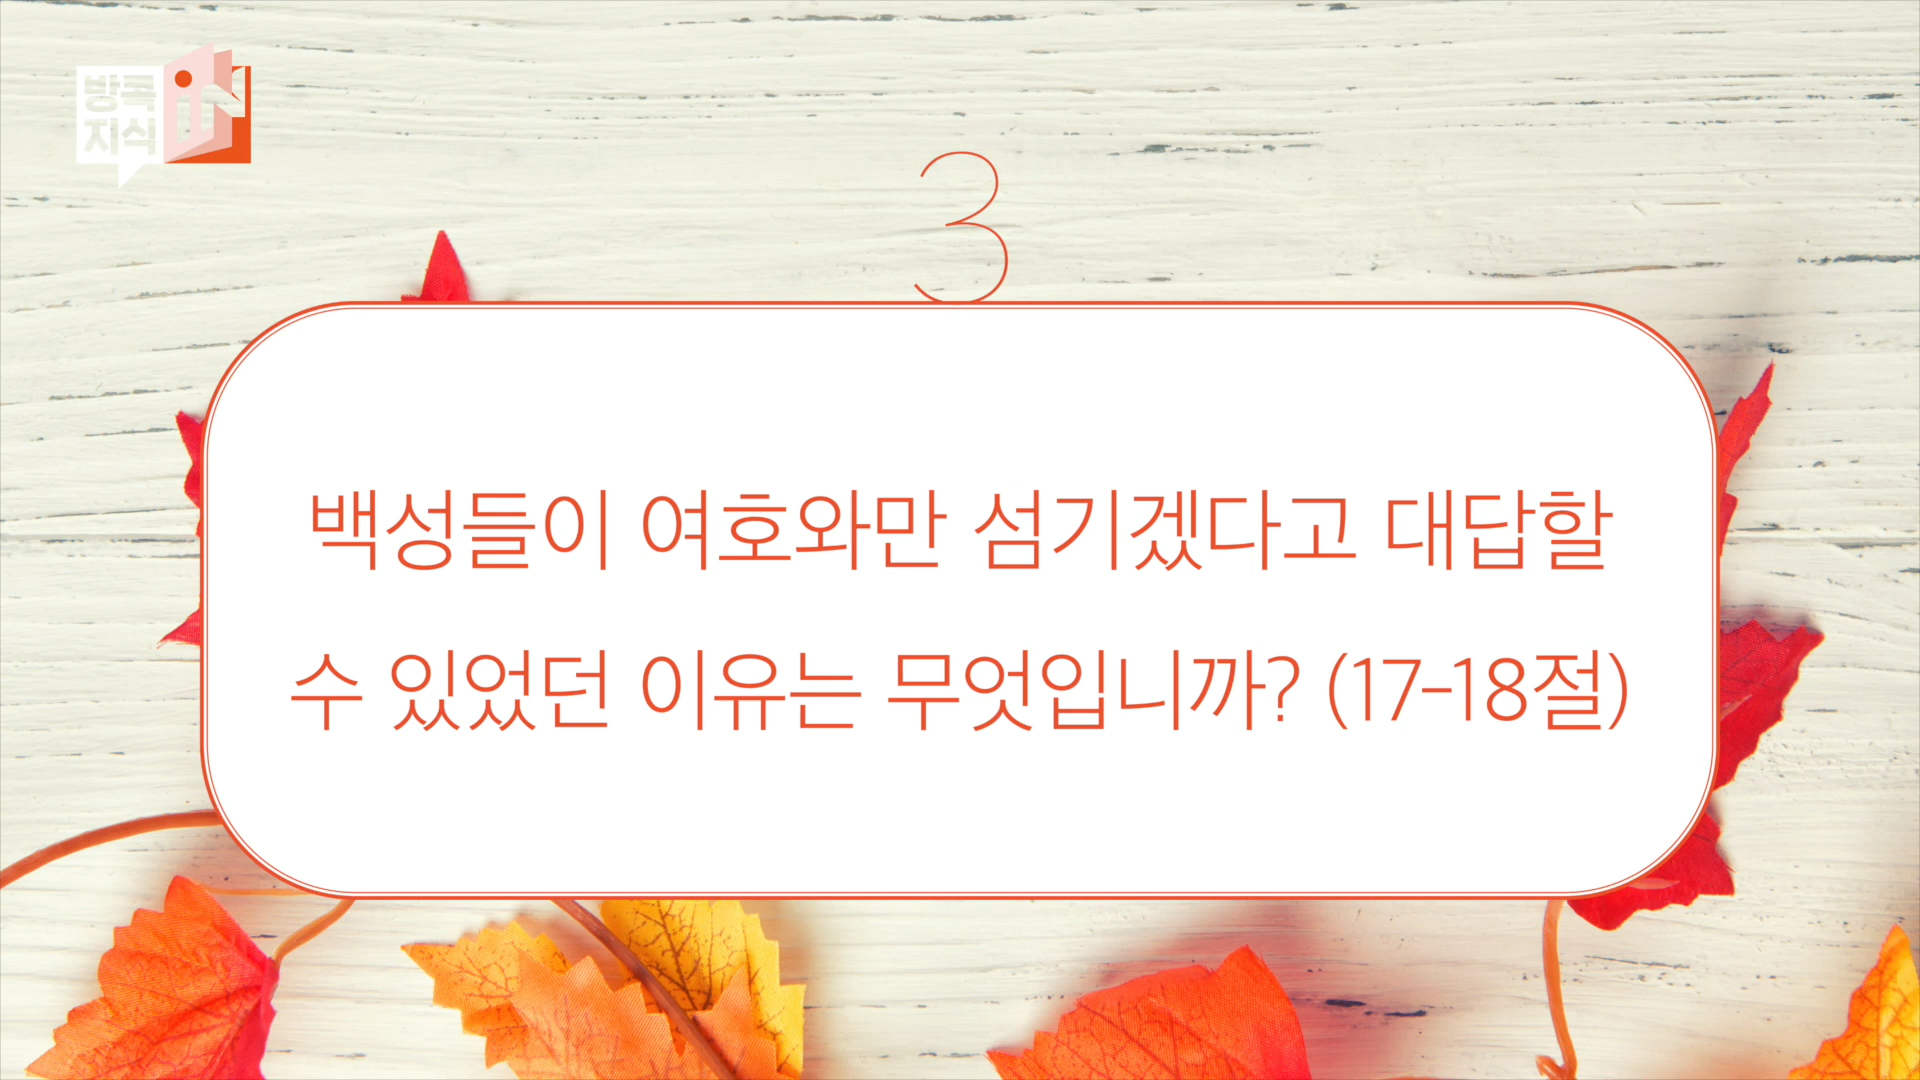 방콕
지식
iN
3
백성들이 여호와만 섬기겠다고 대답할
수 있었던 이유는 무엇입니까? (17-18절)